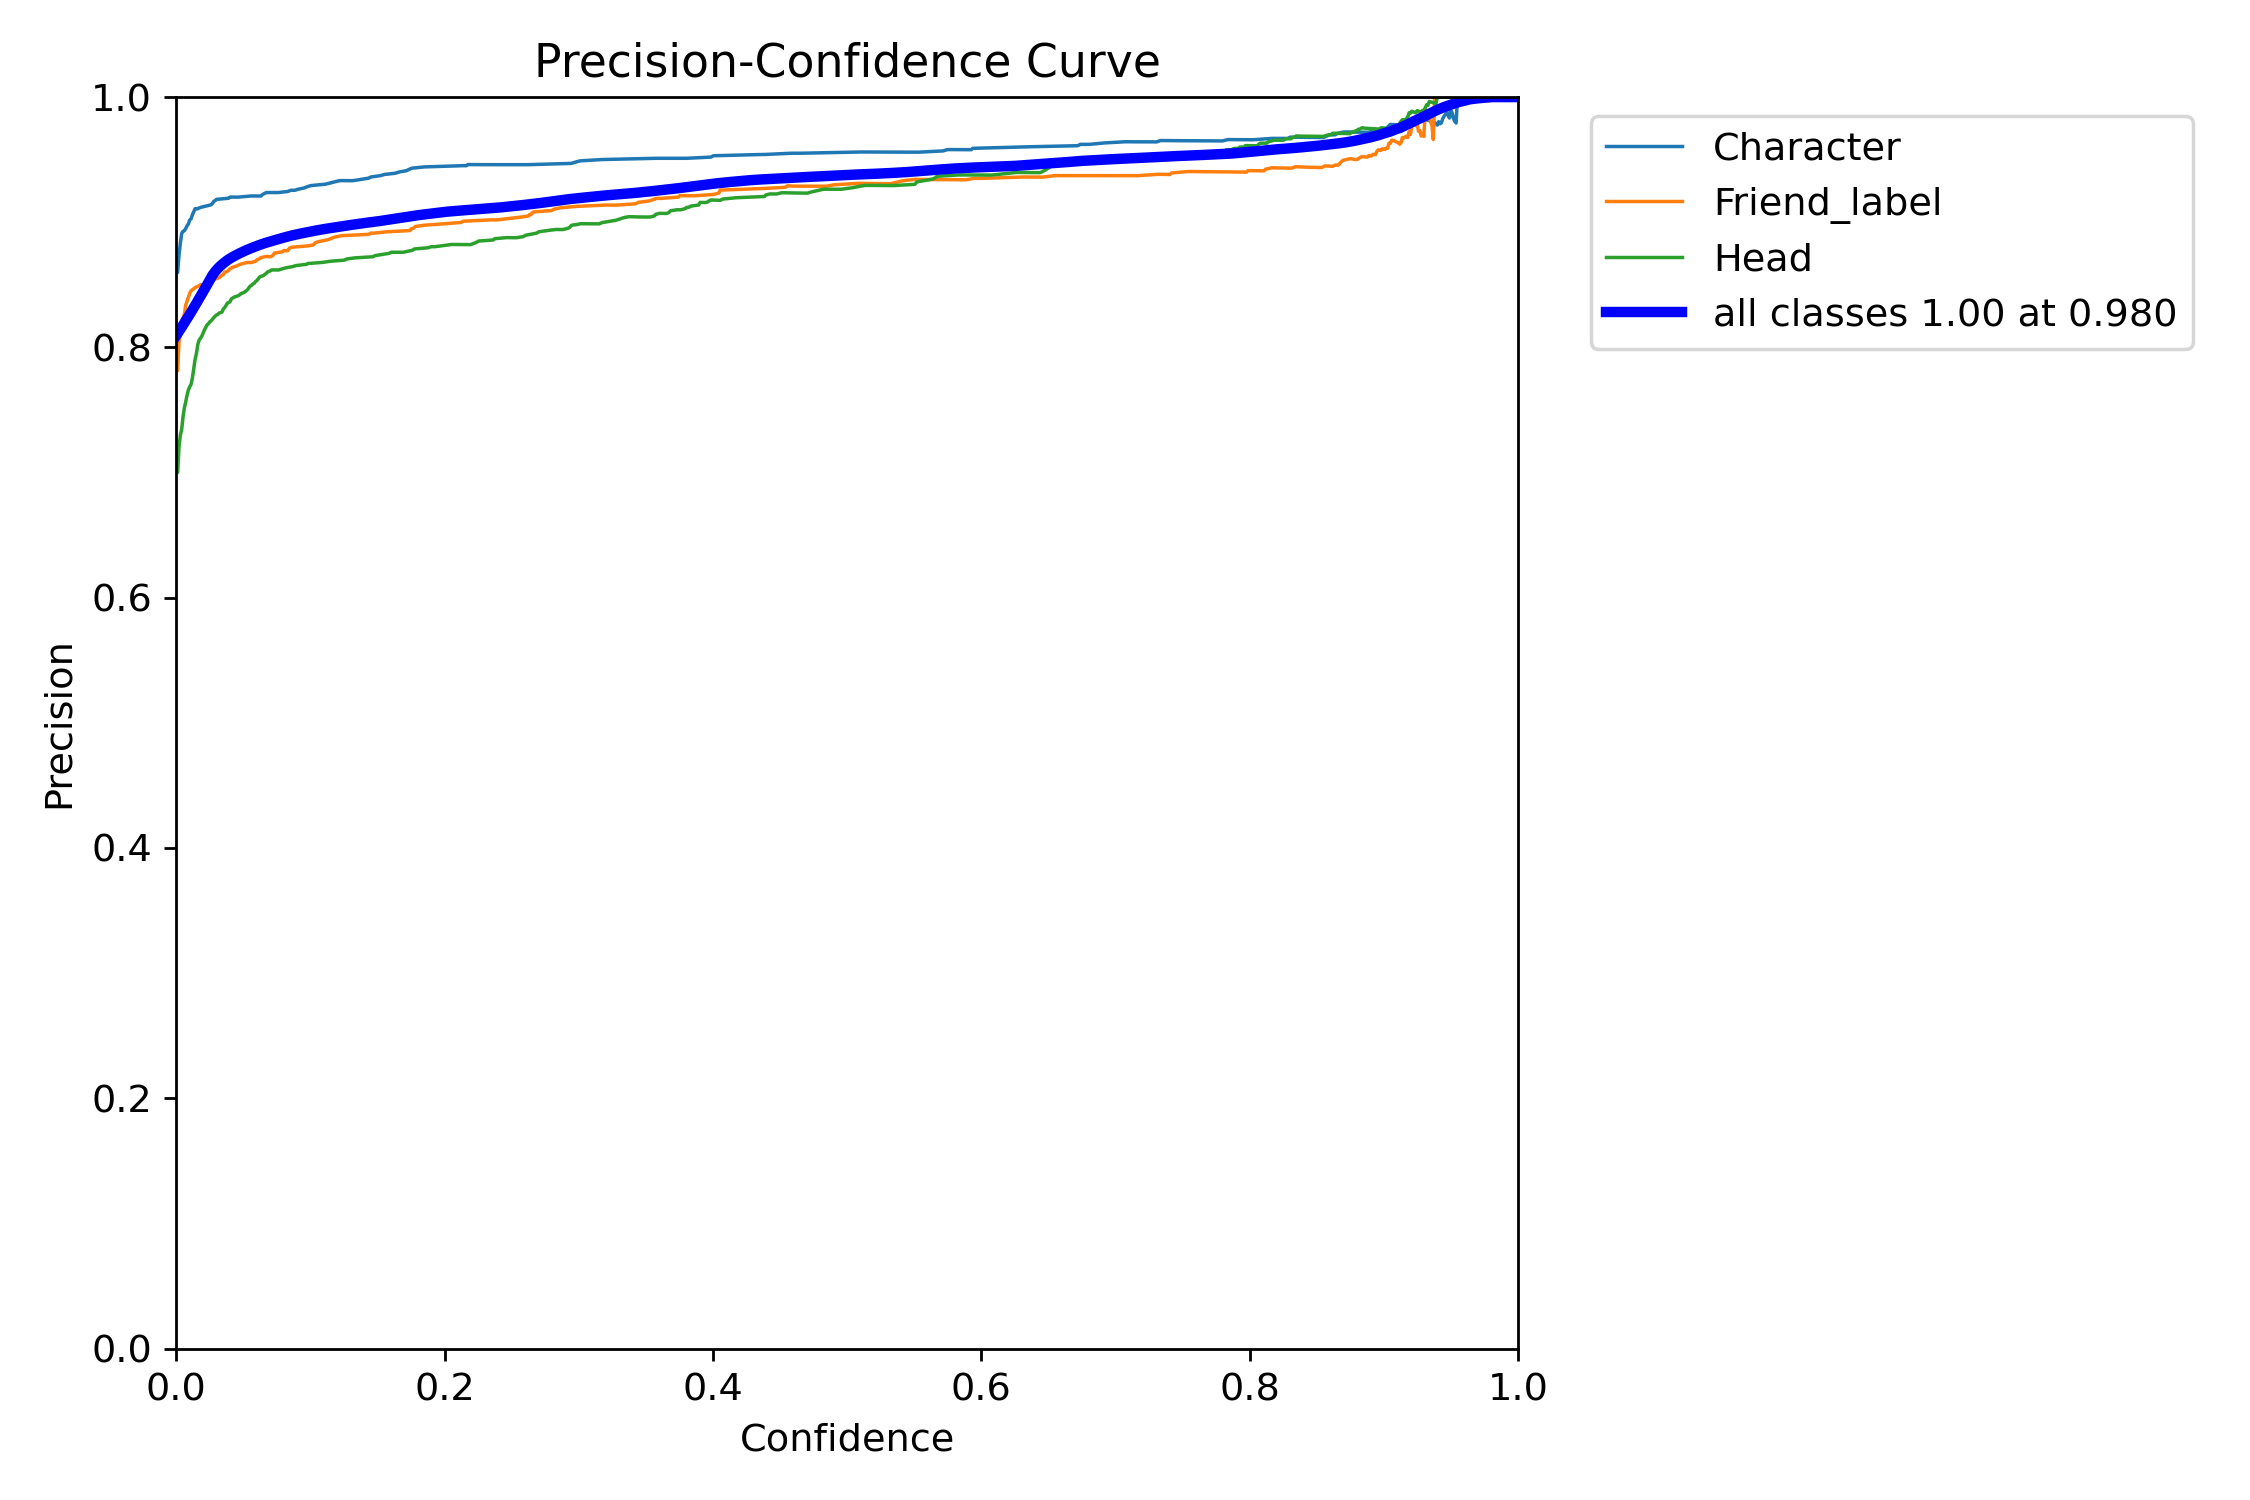 Precision-Confidence Curve
1.0
0.8
0.6
0.4
0.2
0.0
Precision
0.0 0.2 0.4 0.6 0.8 1.0
Confidence
Character
Friend_label
Head
all classes 1.00 at 0.980